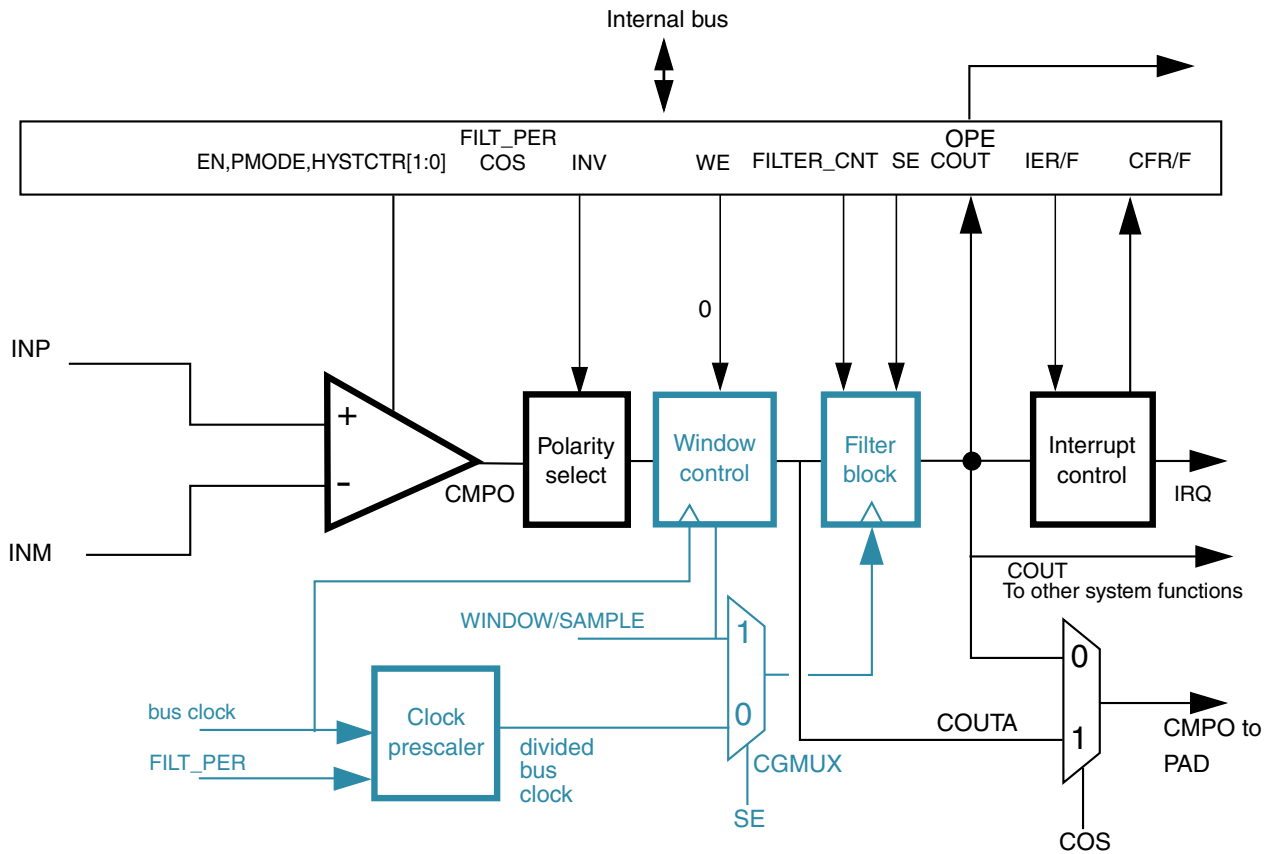 Internal bus
FILT_PER
OPE
EN,PMODE,HYSTCTR[1:0]
COS
INV
WE
FILTER_CNT
SE
COUT
IER/F
CFR/F
0
INP
INM
+
-
CMPO
Polarity
select
Window
control
Filter
block
Interrupt
control
IRQ
COUT
To other system functions
WINDOW/SAMPLE
1
0
bus clock
FILT_PER
Clock
prescaler
divided
bus
clock
CGMUX
SE
COUTA
0
1
CMPO to
PAD
COS